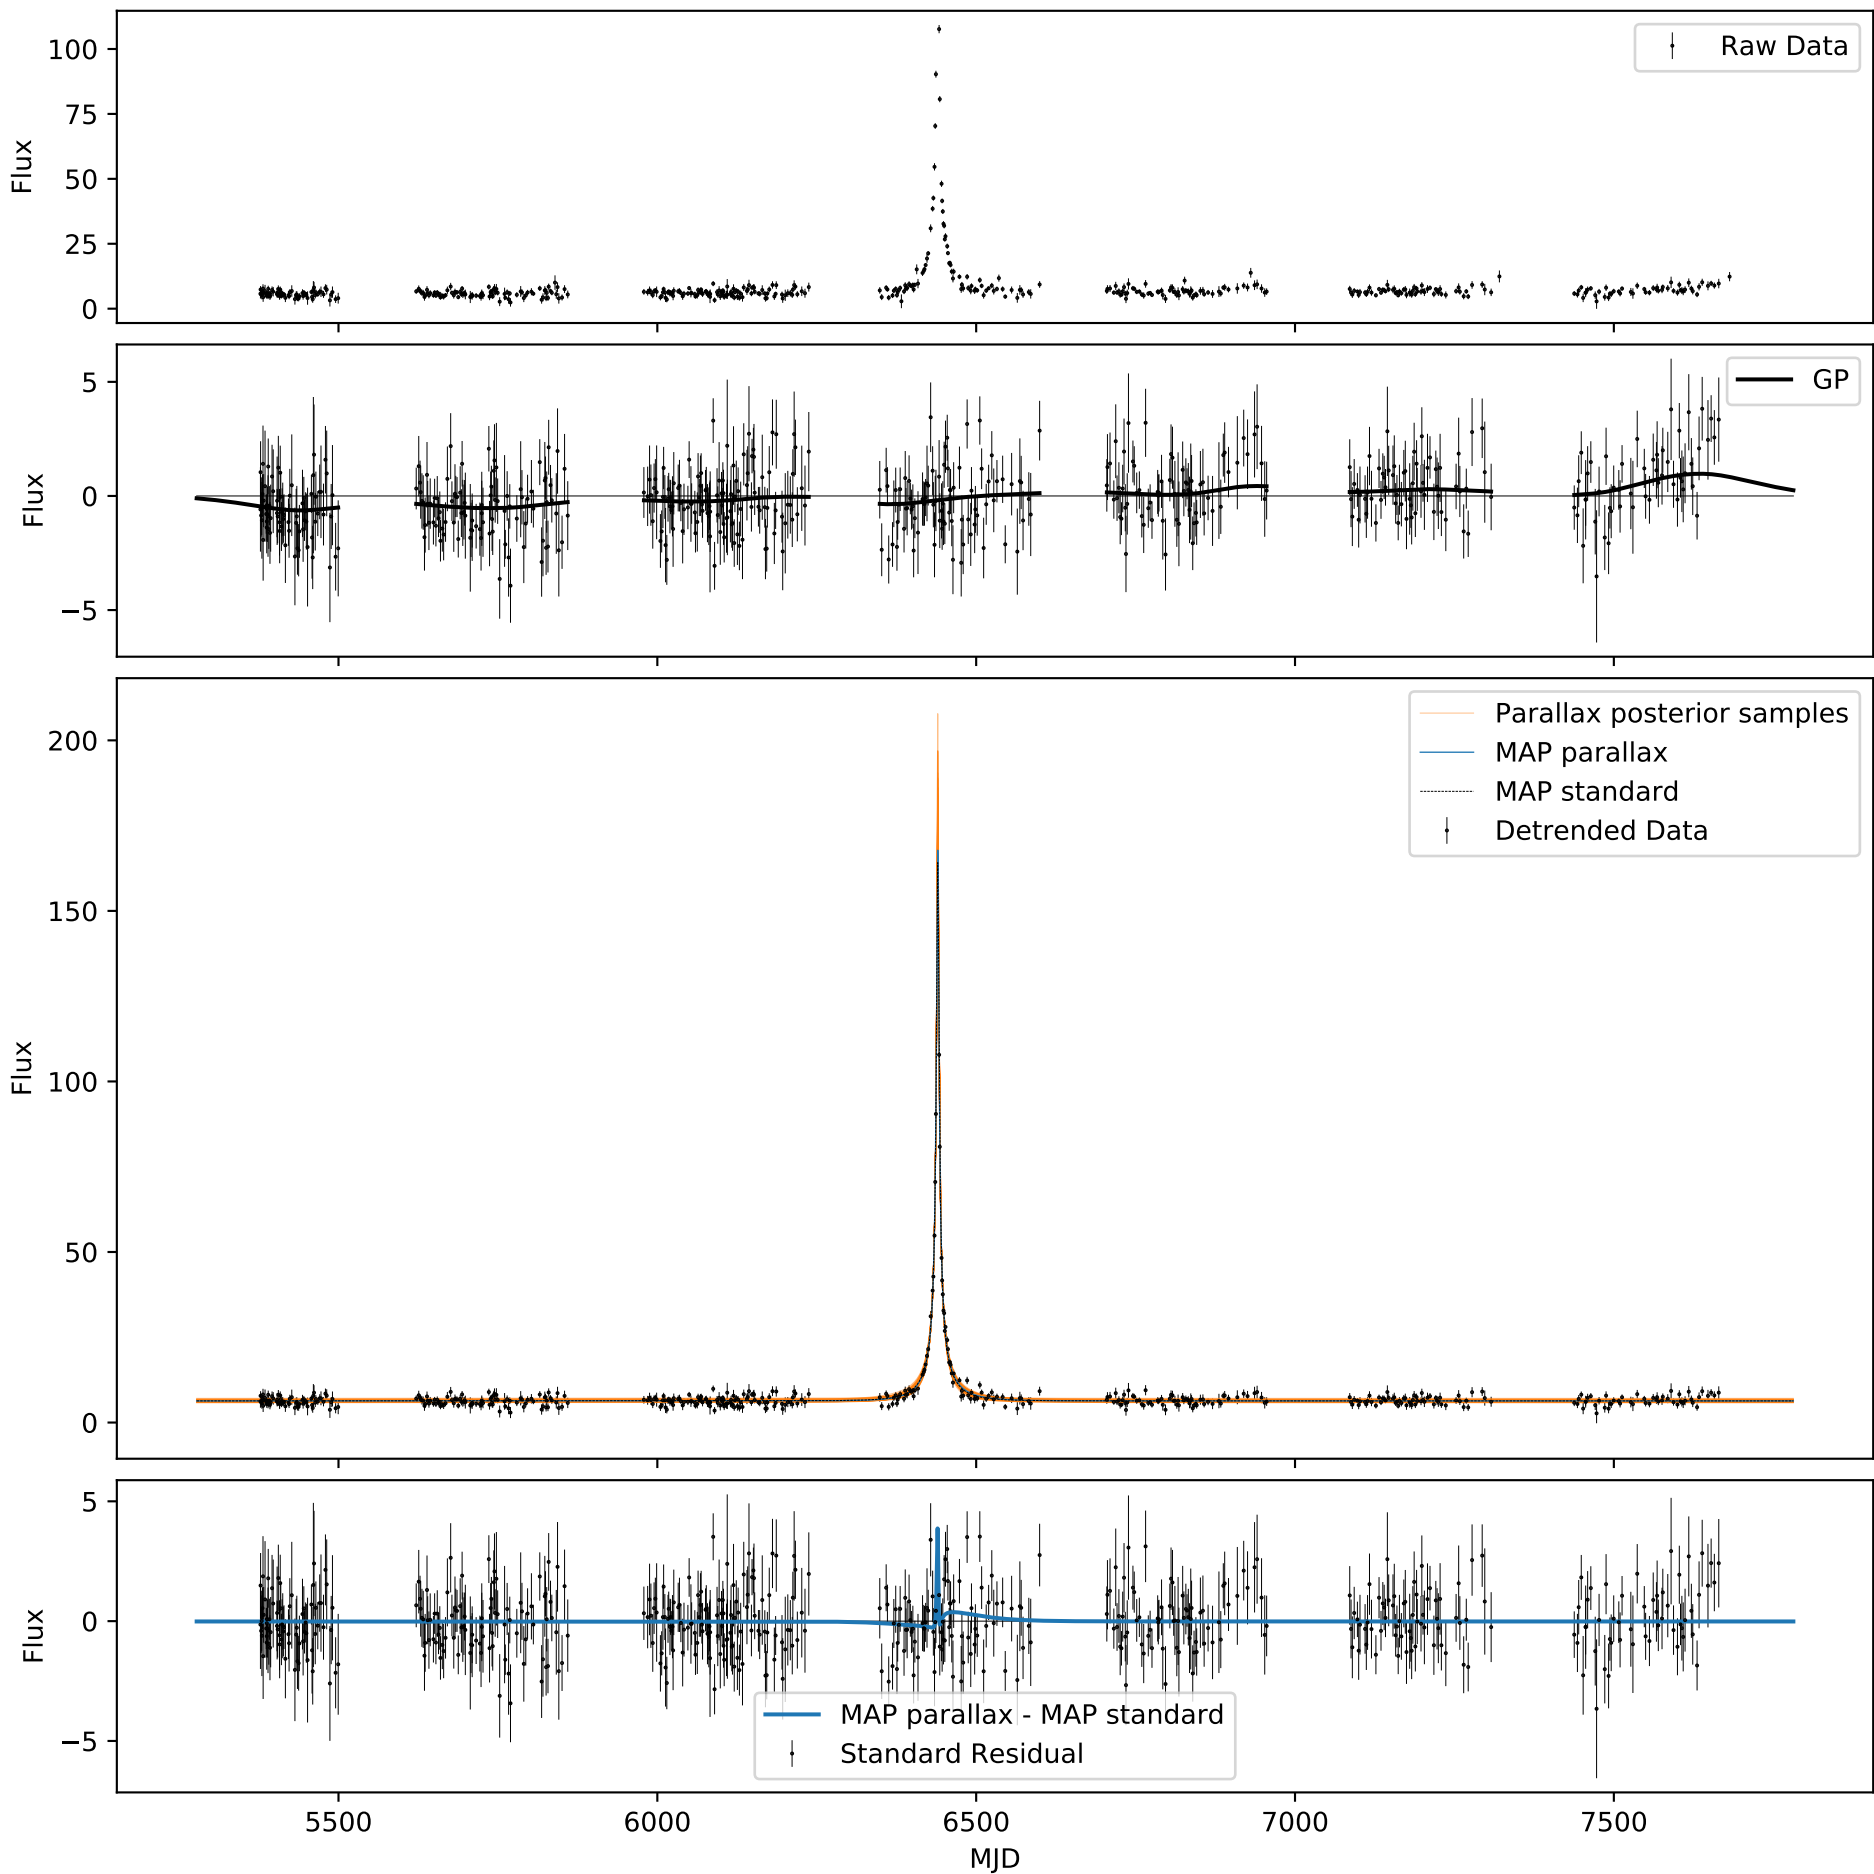 Flux
100
75
50
25
0
Raw Data
Flux
5
0
−5
GP
Flux
200
150
100
50
0
Parallax posterior samples
MAP parallax
MAP standard
Detrended Data
Flux
5
0
−5
MAP parallax - MAP standard
Standard Residual
5500 6000 6500 7000 7500
MJD